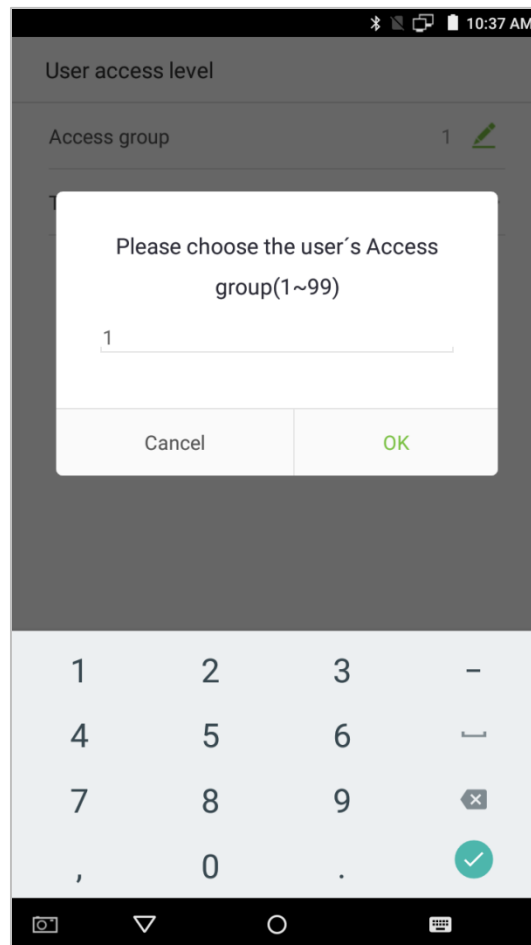 10:37 AM
User access level
Access group 1
T
Please choose the user´s Access
group(1~99)
1
Cancel OK
1 2 3 -
4 5 6
7 8 9
, 0 .